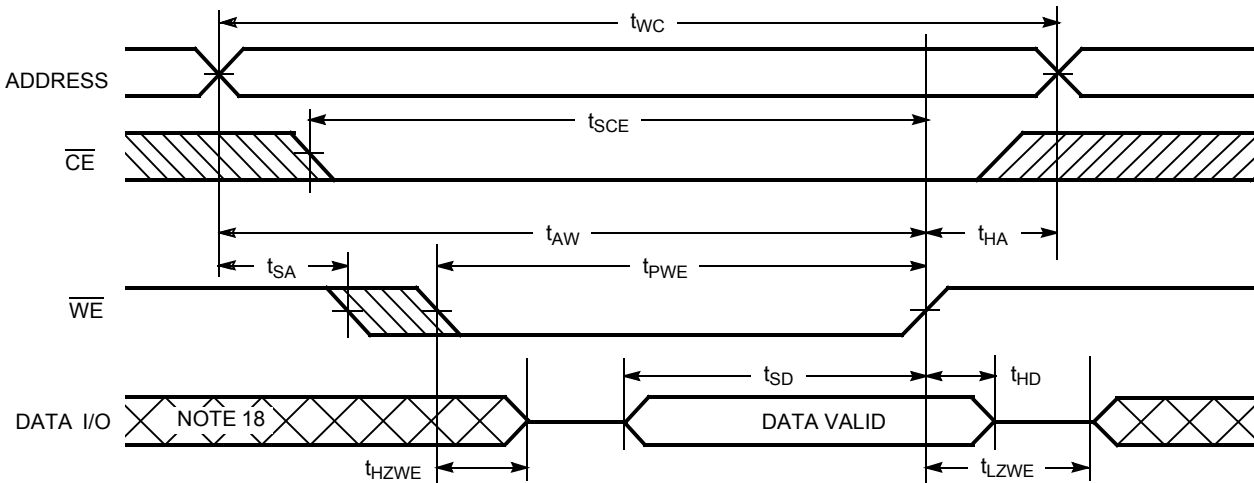 tWC
ADDRESS
tSCE
CE
tAW
tHA
tSA
tPWE
WE
tSD
tHD
DATA I/O
NOTE 18
DATA VALID
tHZWE
tLZWE